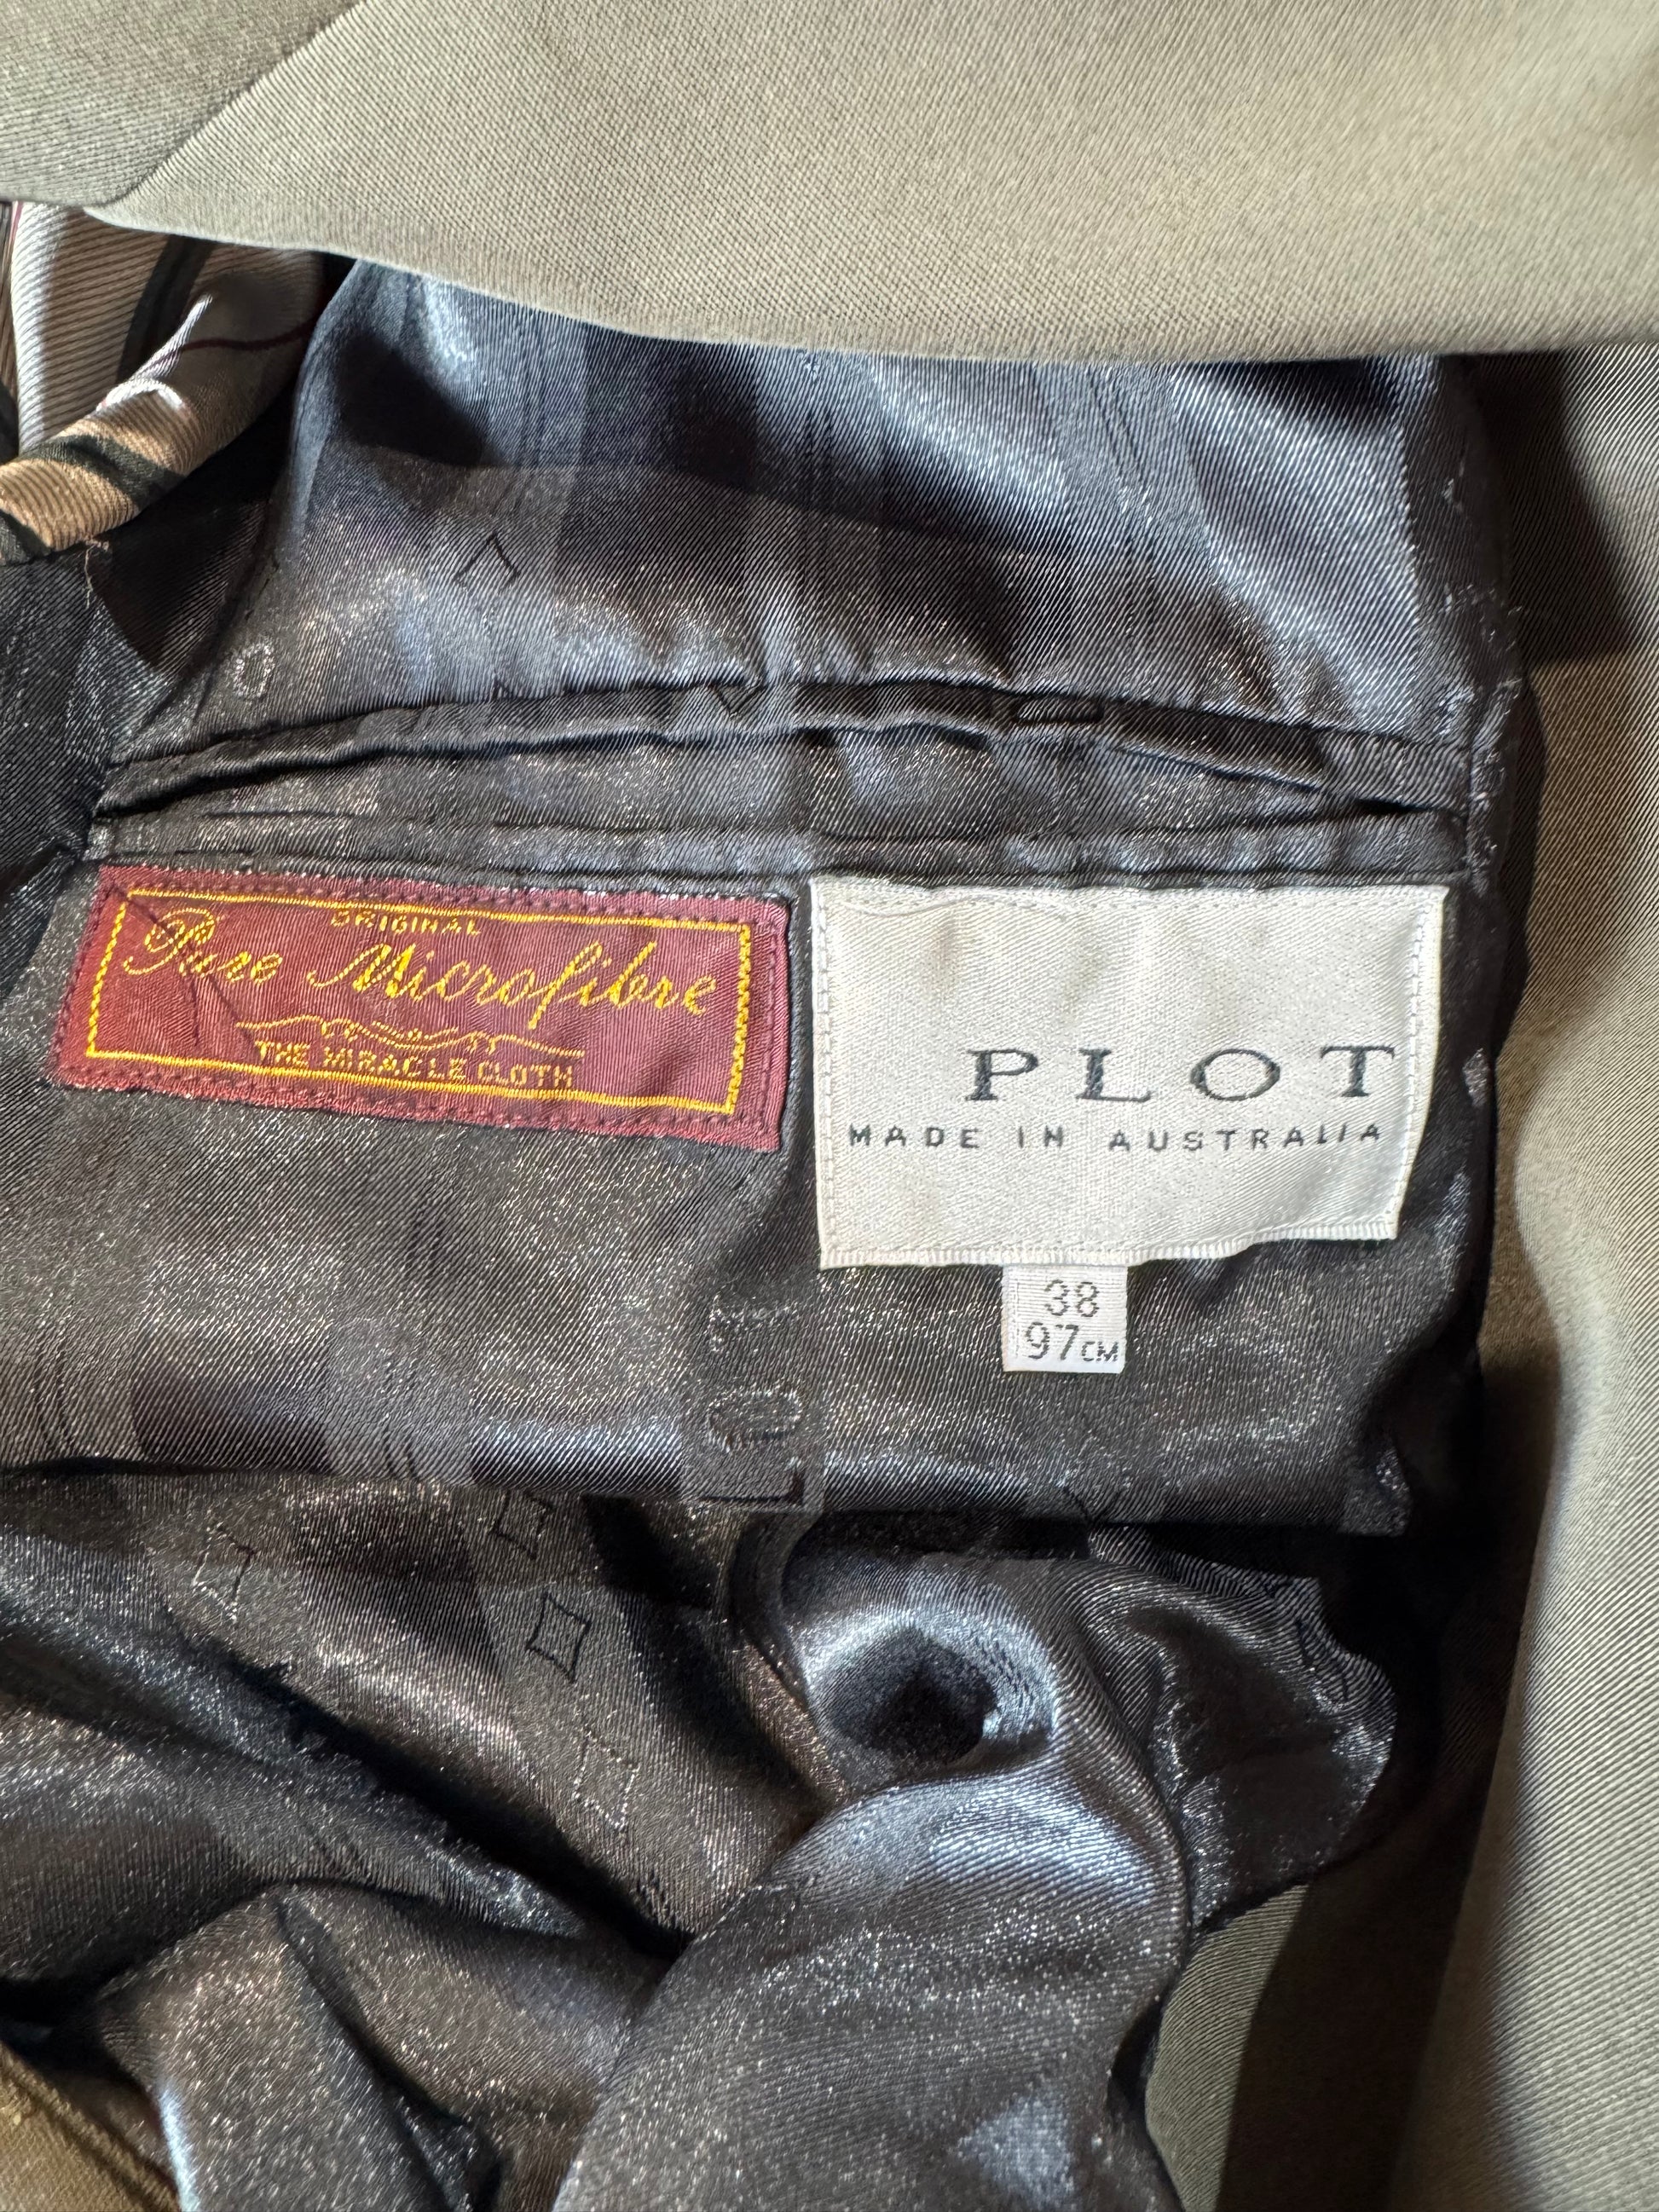 ORIGINAL
Pure Microfibre
THE MIRACLE CLOTH
PLOT
MADE IN AUSTRALIA
38
97CM